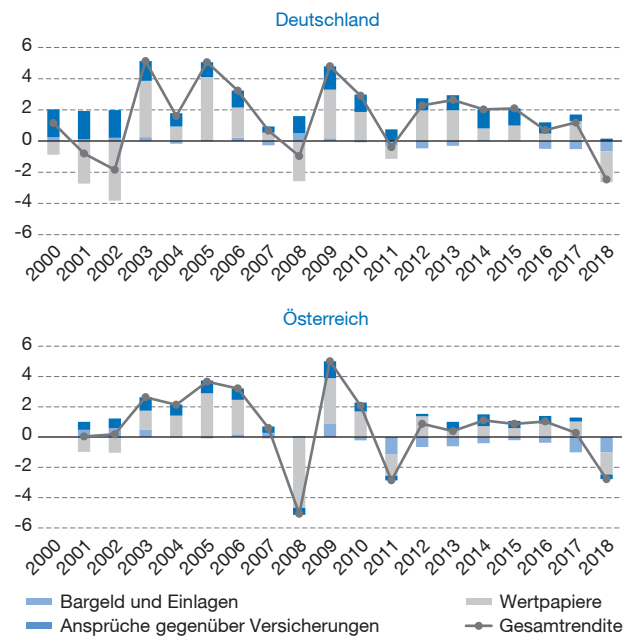 Deutschland
6
4
2
0
-2
-4
-6
2000 2001 2002 2003 2004 2005 2006 2007 2008 2009 2010 2011 2012 2013 2014 2015 2016 2017 2018
Österreich
6
4
2
0
-2
-4
-6
2000 2001 2002 2003 2004 2005 2006 2007 2008 2009 2010 2011 2012 2013 2014 2015 2016 2017 2018
Bargeld und Einlagen Wertpapiere
Ansprüche gegenüber Versicherungen Gesamtrendite